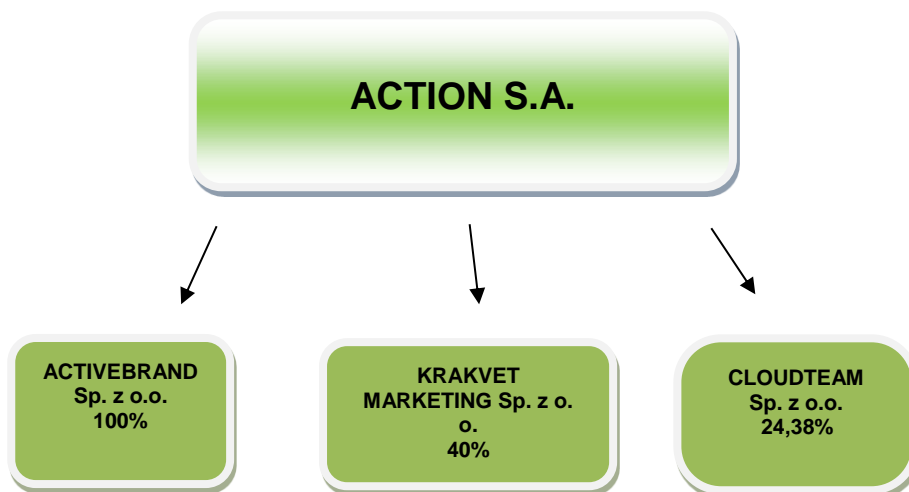 ACTION S.A.
ACTIVEBRAND
Sp. z o.o.
100%
KRAKVET
MARKETING Sp. z o.
o.
40%
CLOUDTEAM
Sp. z o.o.
24,38%